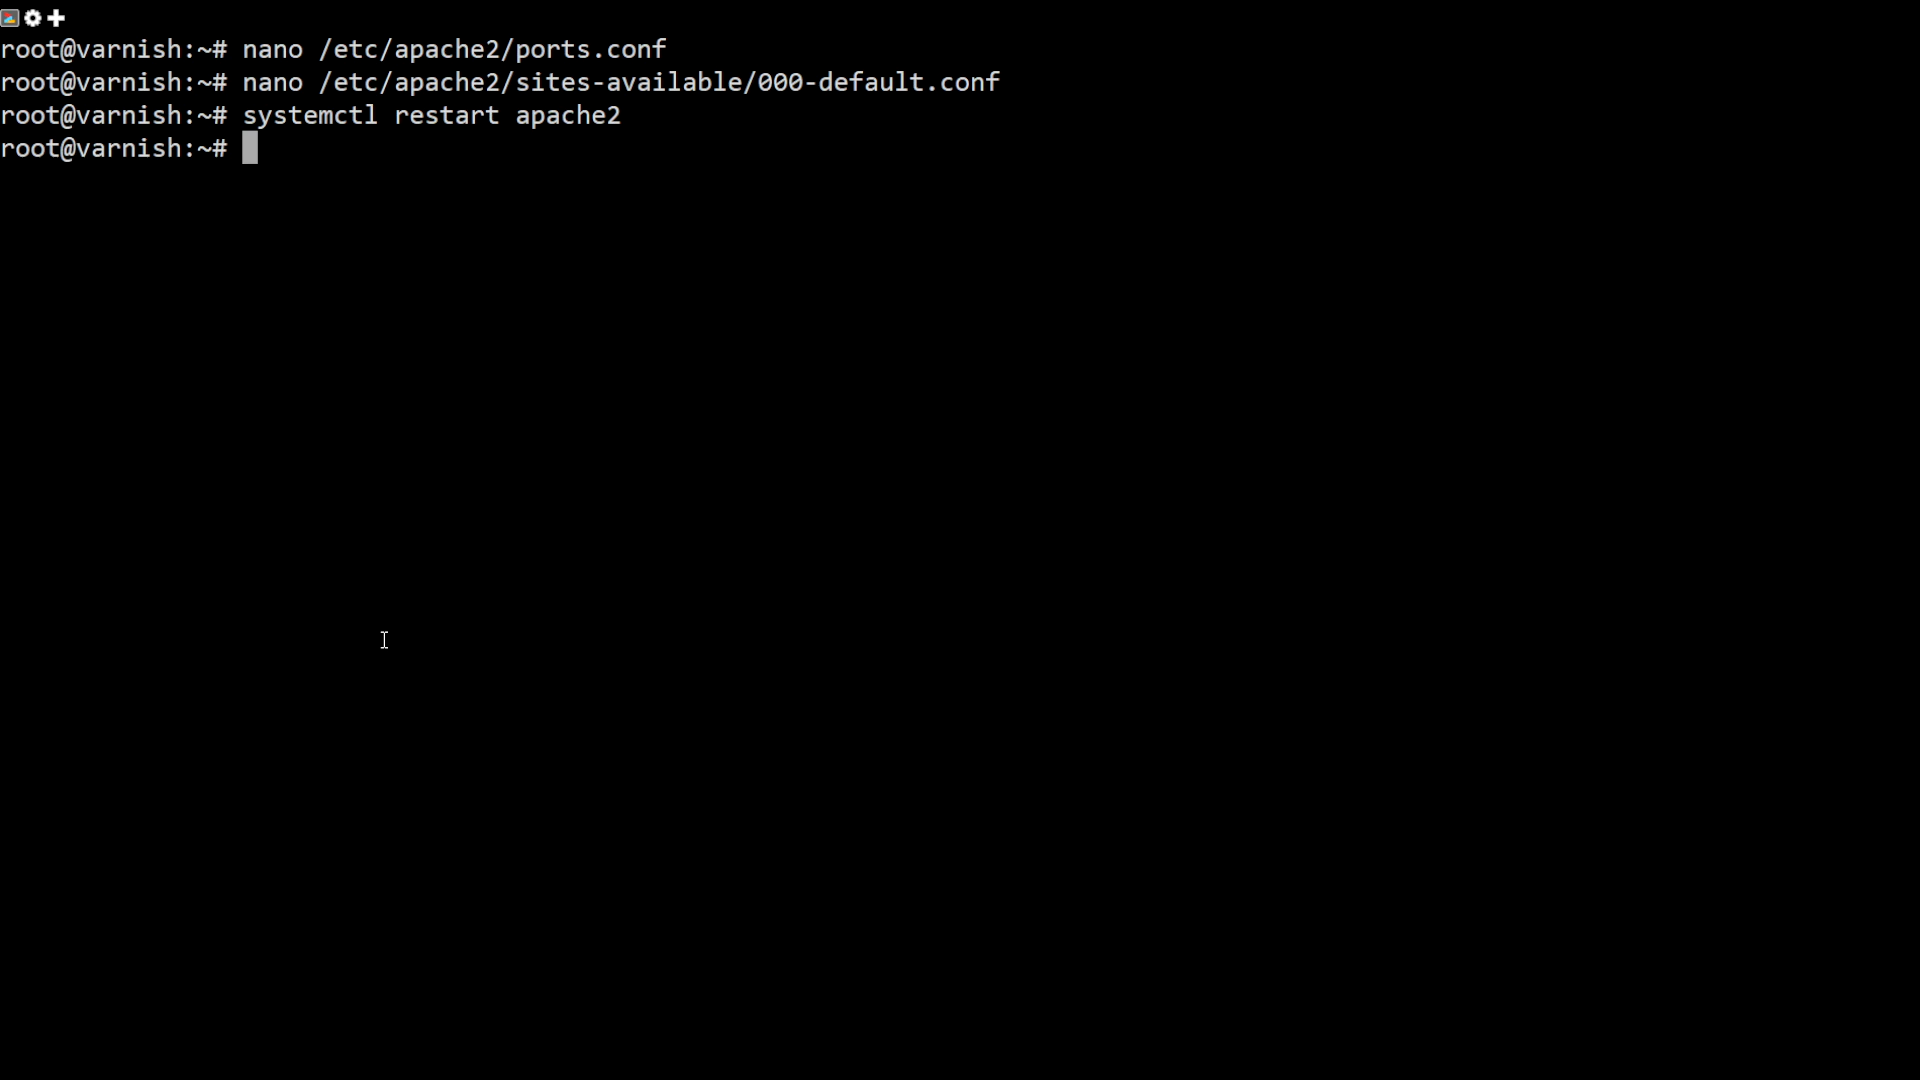 root@varnish:~# nano /etc/apache2/ports.conf
root@varnish:~# nano /etc/apache2/sites-available/000-default.conf
root@varnish:~# systemctl restart apache2
root@varnish:~#